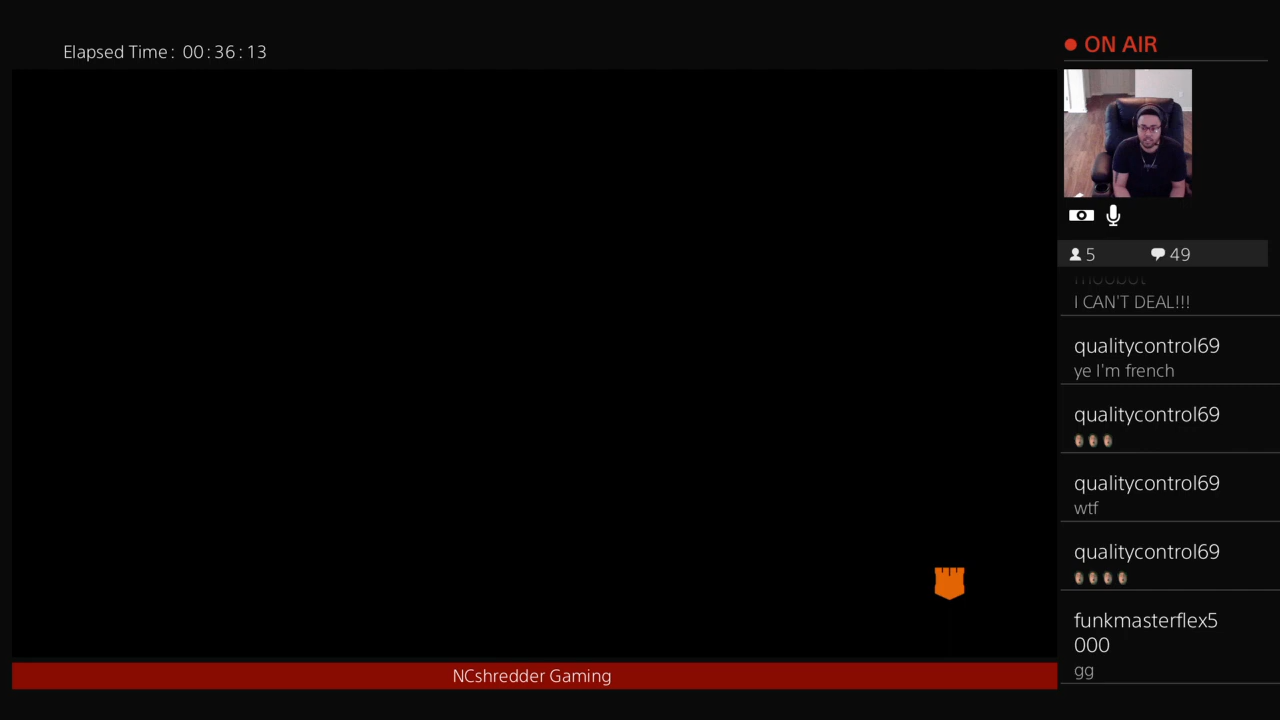 Elapsed Time: 00:36:13
ON AIR
5 49
moobot
I CAN'T DEAL!!!
qualitycontrol69
ye I'm french
qualitycontrol69
qualitycontrol69
wtf
qualitycontrol69
funkmasterflex5
000
gg
NCshredder Gaming